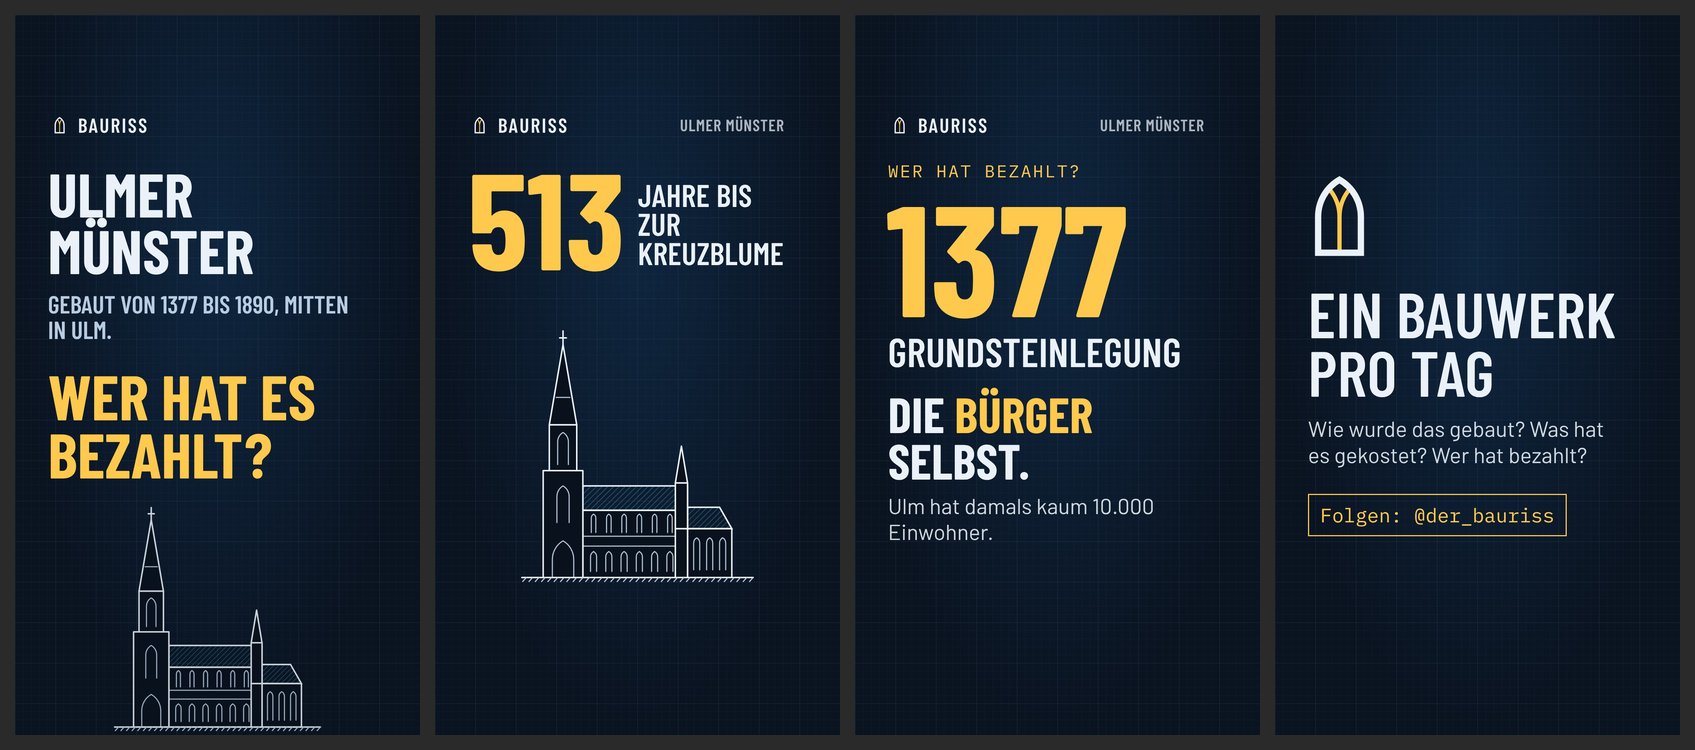 BAURISS
ULMER
MÜNSTER
GEBAUT VON 1377 BIS 1890, MITTEN
IN ULM.
WER HAT ES
BEZAHLT?
BAURISS
ULMER MÜNSTER
513
JAHRE BIS
ZUR
KREUZBLUME
BAURISS
ULMER MÜNSTER
WER HAT BEZAHLT?
1377
GRUNDSTEINLEGUNG
DIE BÜRGER
SELBST.
Ulm hat damals kaum 10.000
Einwohner.
EIN BAUWERK
PRO TAG
Wie wurde das gebaut? Was hat
es gekostet? Wer hat bezahlt?
Folgen: @der_bauriss